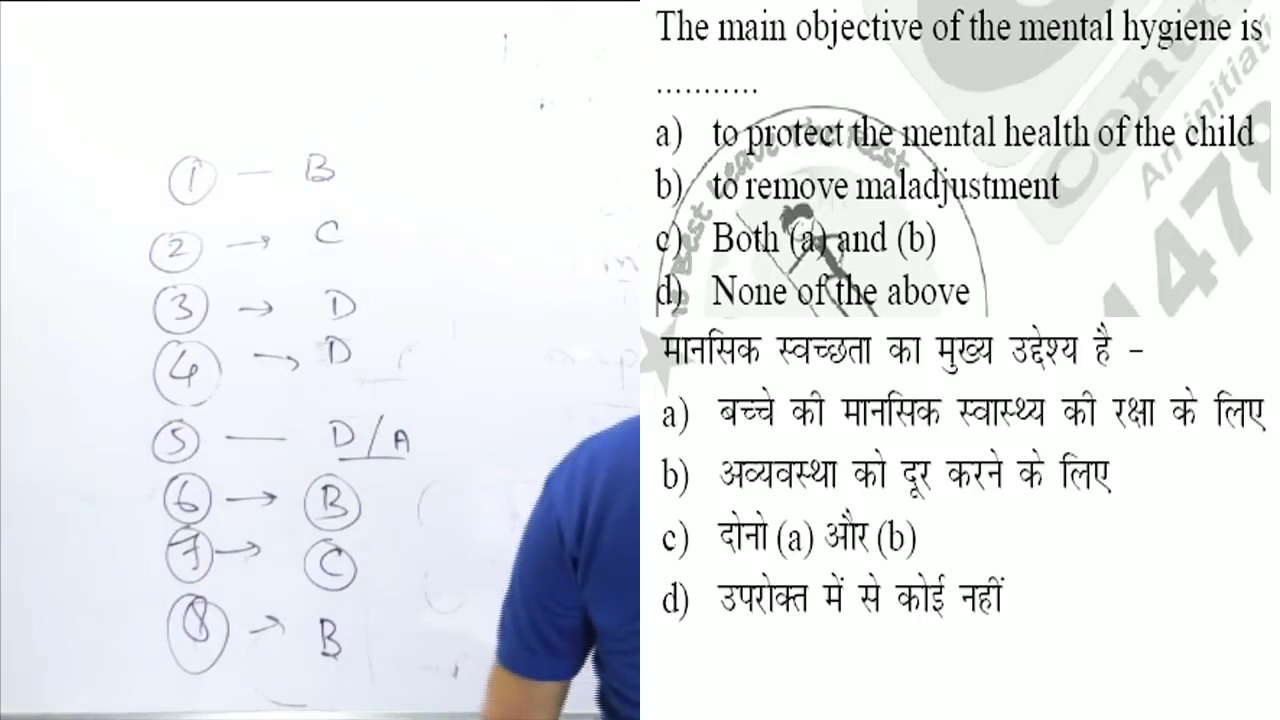 1 — B
2 → C
3 → D
4 → D
5 — D/A
6 → B
7 → C
8 → B
The main objective of the mental hygiene is
...........
a) to protect the mental health of the child
b) to remove maladjustment
c) Both (a) and (b)
d) None of the above
मानसिक स्वच्छता का मुख्य उद्देश्य है –
a) बच्चे की मानसिक स्वास्थ्य की रक्षा के लिए
b) अव्यवस्था को दूर करने के लिए
c) दोनो (a) और (b)
d) उपरोक्त में से कोई नहीं